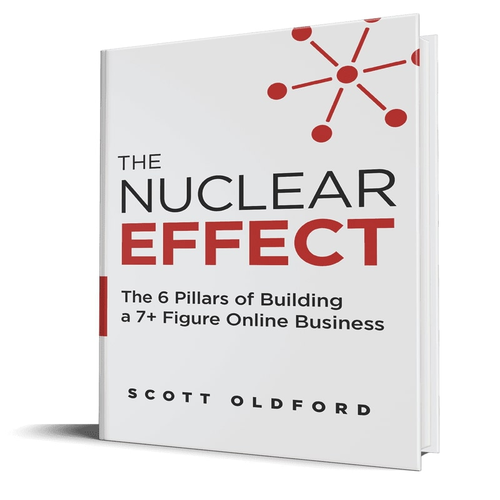 THE
NUCLEAR
EFFECT
The 6 Pillars of Building
a 7+ Figure Online Business
SCOTT OLDFORD